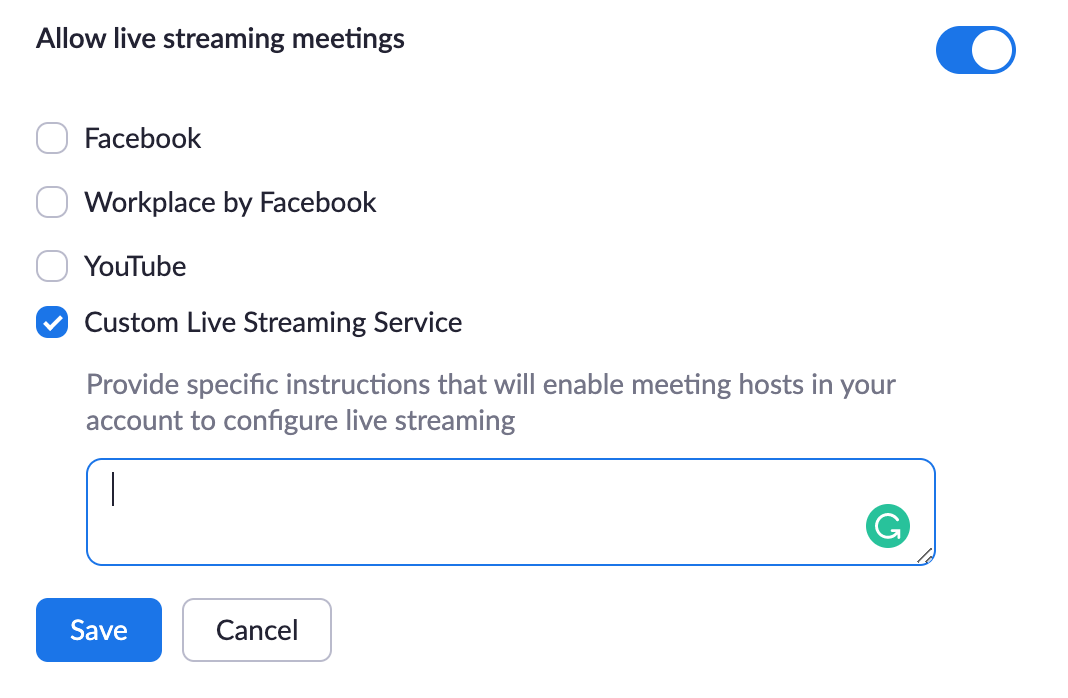 Allow live streaming meetings
Facebook
Workplace by Facebook
YouTube
Custom Live Streaming Service
Provide specific instructions that will enable meeting hosts in your
account to configure live streaming
Save
Cancel